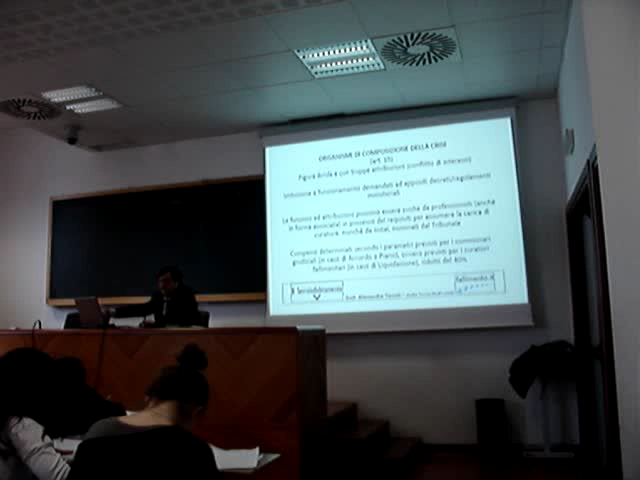 ORGANISMI DI COMPOSIZIONE DELLA CRISI
(art. 15)
Figura ibrida e con troppe attribuzioni (conflitto di interessi)
Istituzione e funzionamento demandati ad appositi decreti/regolamenti
ministeriali
Le funzioni ed attribuzioni possono essere svolte da professionisti (anche
in forma associata) in possesso dei requisiti per assumere la carica di
curatore, nonché da notai, nominati dal Tribunale
Compensi determinati secondo i parametri previsti per i commissari
giudiziali (in caso di Accordo o Piano), ovvero previsti per i curatori
fallimentari (in caso di Liquidazione), ridotti del 40%
Il Sovraindebitamento
Fallimento
Dott. Alessandro